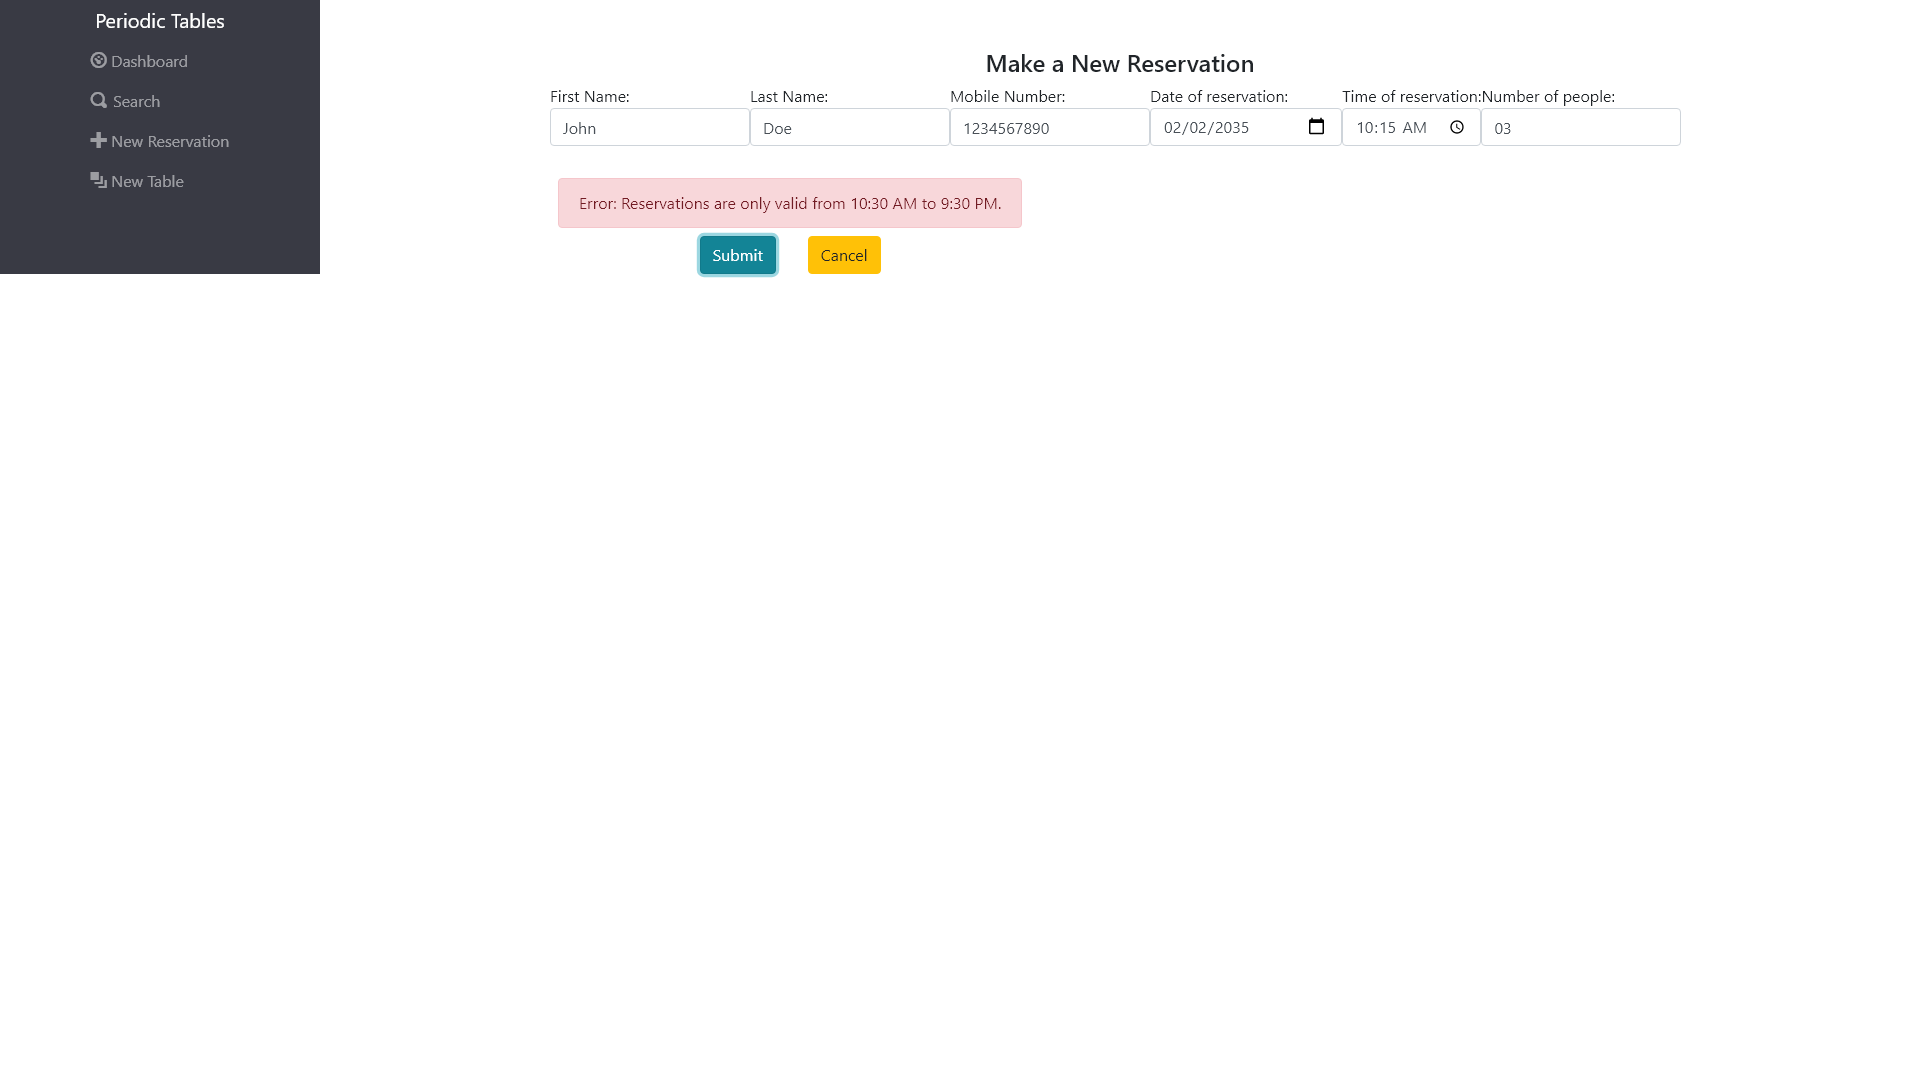 Periodic Tables
Dashboard
Search
New Reservation
New Table
Make a New Reservation
First Name: Last Name: Mobile Number: Date of reservation: Time of reservation: Number of people:
John Doe 1234567890 02/02/2035 10:15 AM 03
Error: Reservations are only valid from 10:30 AM to 9:30 PM.
Submit Cancel